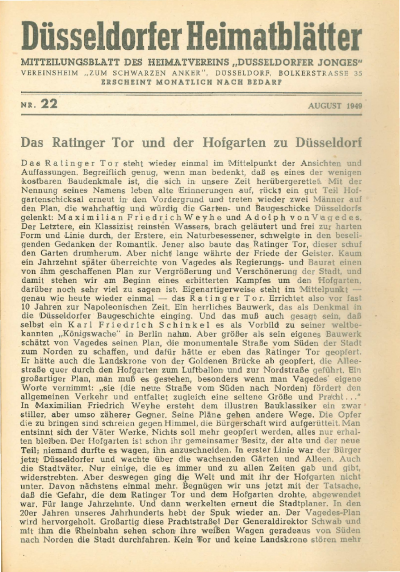 Düsseldorfer Heimatblätter
MITTEILUNGSBLATT DES HEIMATVEREINS „DÜSSELDORFER JONGES"
VEREINSHEIM „ZUM SCHWARZEN ANKER". DÜSSELDORF, BOLKERSTRASSE 35
ERSCHEINT MONATLICH NACH BEDARF
NR. 22 AUGUST 1949
Das Ratinger Tor und der Hofgarten zu Düsseldorf
Das Ratinger Tor steht wieder einmal im Mittelpunkt der Ansichten und
Auffassungen. Begreiflich genug, wenn man bedenkt, daß es eines der wenigen
kostbaren Baudenkmale ist, die sich in unsere Zeit herübergerettet. Mit der
Nennung seines Namens leben alte Erinnerungen auf, rückt ein gut Teil Hof-
gartenschicksal erneut in den Vordergrund und treten wieder zwei Männer auf
den Plan, die wahrhaftig und würdig die Garten- und Baugeschicke Düsseldorfs
gelenkt: Maximilian Friedrich Weyhe und Adolph von Vagedes.
Der Letztere, ein Klassizist reinsten Wassers, brach geläutert und frei zur harten
Form und Linie durch, der Erstere, ein Naturbesessener, schwelgte in den beseeli-
genden Gedanken der Romantik. Jener also baute das Ratinger Tor, dieser schuf
den Garten drumherum. Aber nicht lange währte der Friede der Geister. Kaum
ein Jahrzehnt später überreichte von Vagedes als Regierungs- und Baurat einen
von ihm geschaffenen Plan zur Vergrößerung und Verschönerung der Stadt, und
damit stehen wir am Beginn eines erbitterten Kampfes um den Hofgarten,
darüber noch sehr viel zu sagen ist. Eigenartigerweise steht im Mittelpunkt —
genau wie heute wieder einmal — das Ratinger Tor. Errichtet also vor fast
10 Jahren zur Napoleonischen Zeit. Ein herrliches Bauwerk, das als Denkmal in
die Düsseldorfer Baugeschichte einging. Und das muß auch gesagt sein, daß
selbst ein Karl Friedrich Schinkel es als Vorbild zu seiner weltbe-
kannten „Königswache" in Berlin nahm. Aber größer als sein eigenes Bauwerk
schätzt von Vagesdes seinen Plan, die monumentale Straße vom Süden der Stadt
zum Norden zu schaffen, und dafür hätte er eben das Ratinger Tor geopfert.
Er hätte auch die Landskrone von der Goldenen Brücke ab geopfert, die Allee-
straße quer durch den Hofgarten zum Luftballon und zur Nordstraße geführt. Ein
großartiger Plan, man muß es gestehen, besonders wenn man Vagedes' eigene
Worte vernimmt: „sie (die neue Straße vom Süden nach Norden) fördert den
allgemeinen Verkehr und entfaltet zugleich eine seltene Größe und Pracht..."
In Maximilian Friedrich Weyhe ersteht dem illustren Bauklassiker ein zwar
stiller, aber umso zäherer Gegner. Seine Pläne gehen andere Wege. Die Opfer
die zu bringen sind schreien gegen Himmel, die Bürgerschaft wird aufgerüttelt. Man
entsinnt sich der Väter Werke. Nichts soll mehr geopfert werden, alles nur erhal-
ten bleiben. Der Hofgarten ist schon ihr gemeinsamer Besitz, der alte und der neue
Teil; niemand durfte es wagen, ihn anzuschneiden. In erster Linie war der Bürger
jetzt Düsseldorfer und wachte über die wachsenden Gärten und Alleen. Auch
die Stadtväter. Nur einige, die es immer und zu allen Zeiten gab und gibt,
widerstrebten. Aber deswegen ging die Welt und mit ihr der Hofgarten nicht
unter. Davon nächstens einmal mehr. Begnügen wir uns jetzt mit der Tatsache,
daß die Gefahr, die dem Ratinger Tor und dem Hofgarten drohte, abgewendet
war. Für lange Jahrzehnte. Und dann werkelten erneut die Stadtplaner. In den
20er Jahren unseres Jahrhunderts hebt der Spuk wieder an. Der Vagedes-Plan
wird hervorgeholt. Großartig diese Prachtstraße! Der Generaldirektor Schwab und
mit ihm die Rheinbahn sehen schon ihre weißen Wagen geradeaus von Süden
nach Norden die Stadt durchfahren. Kein Tor und keine Landskrone stören mehr